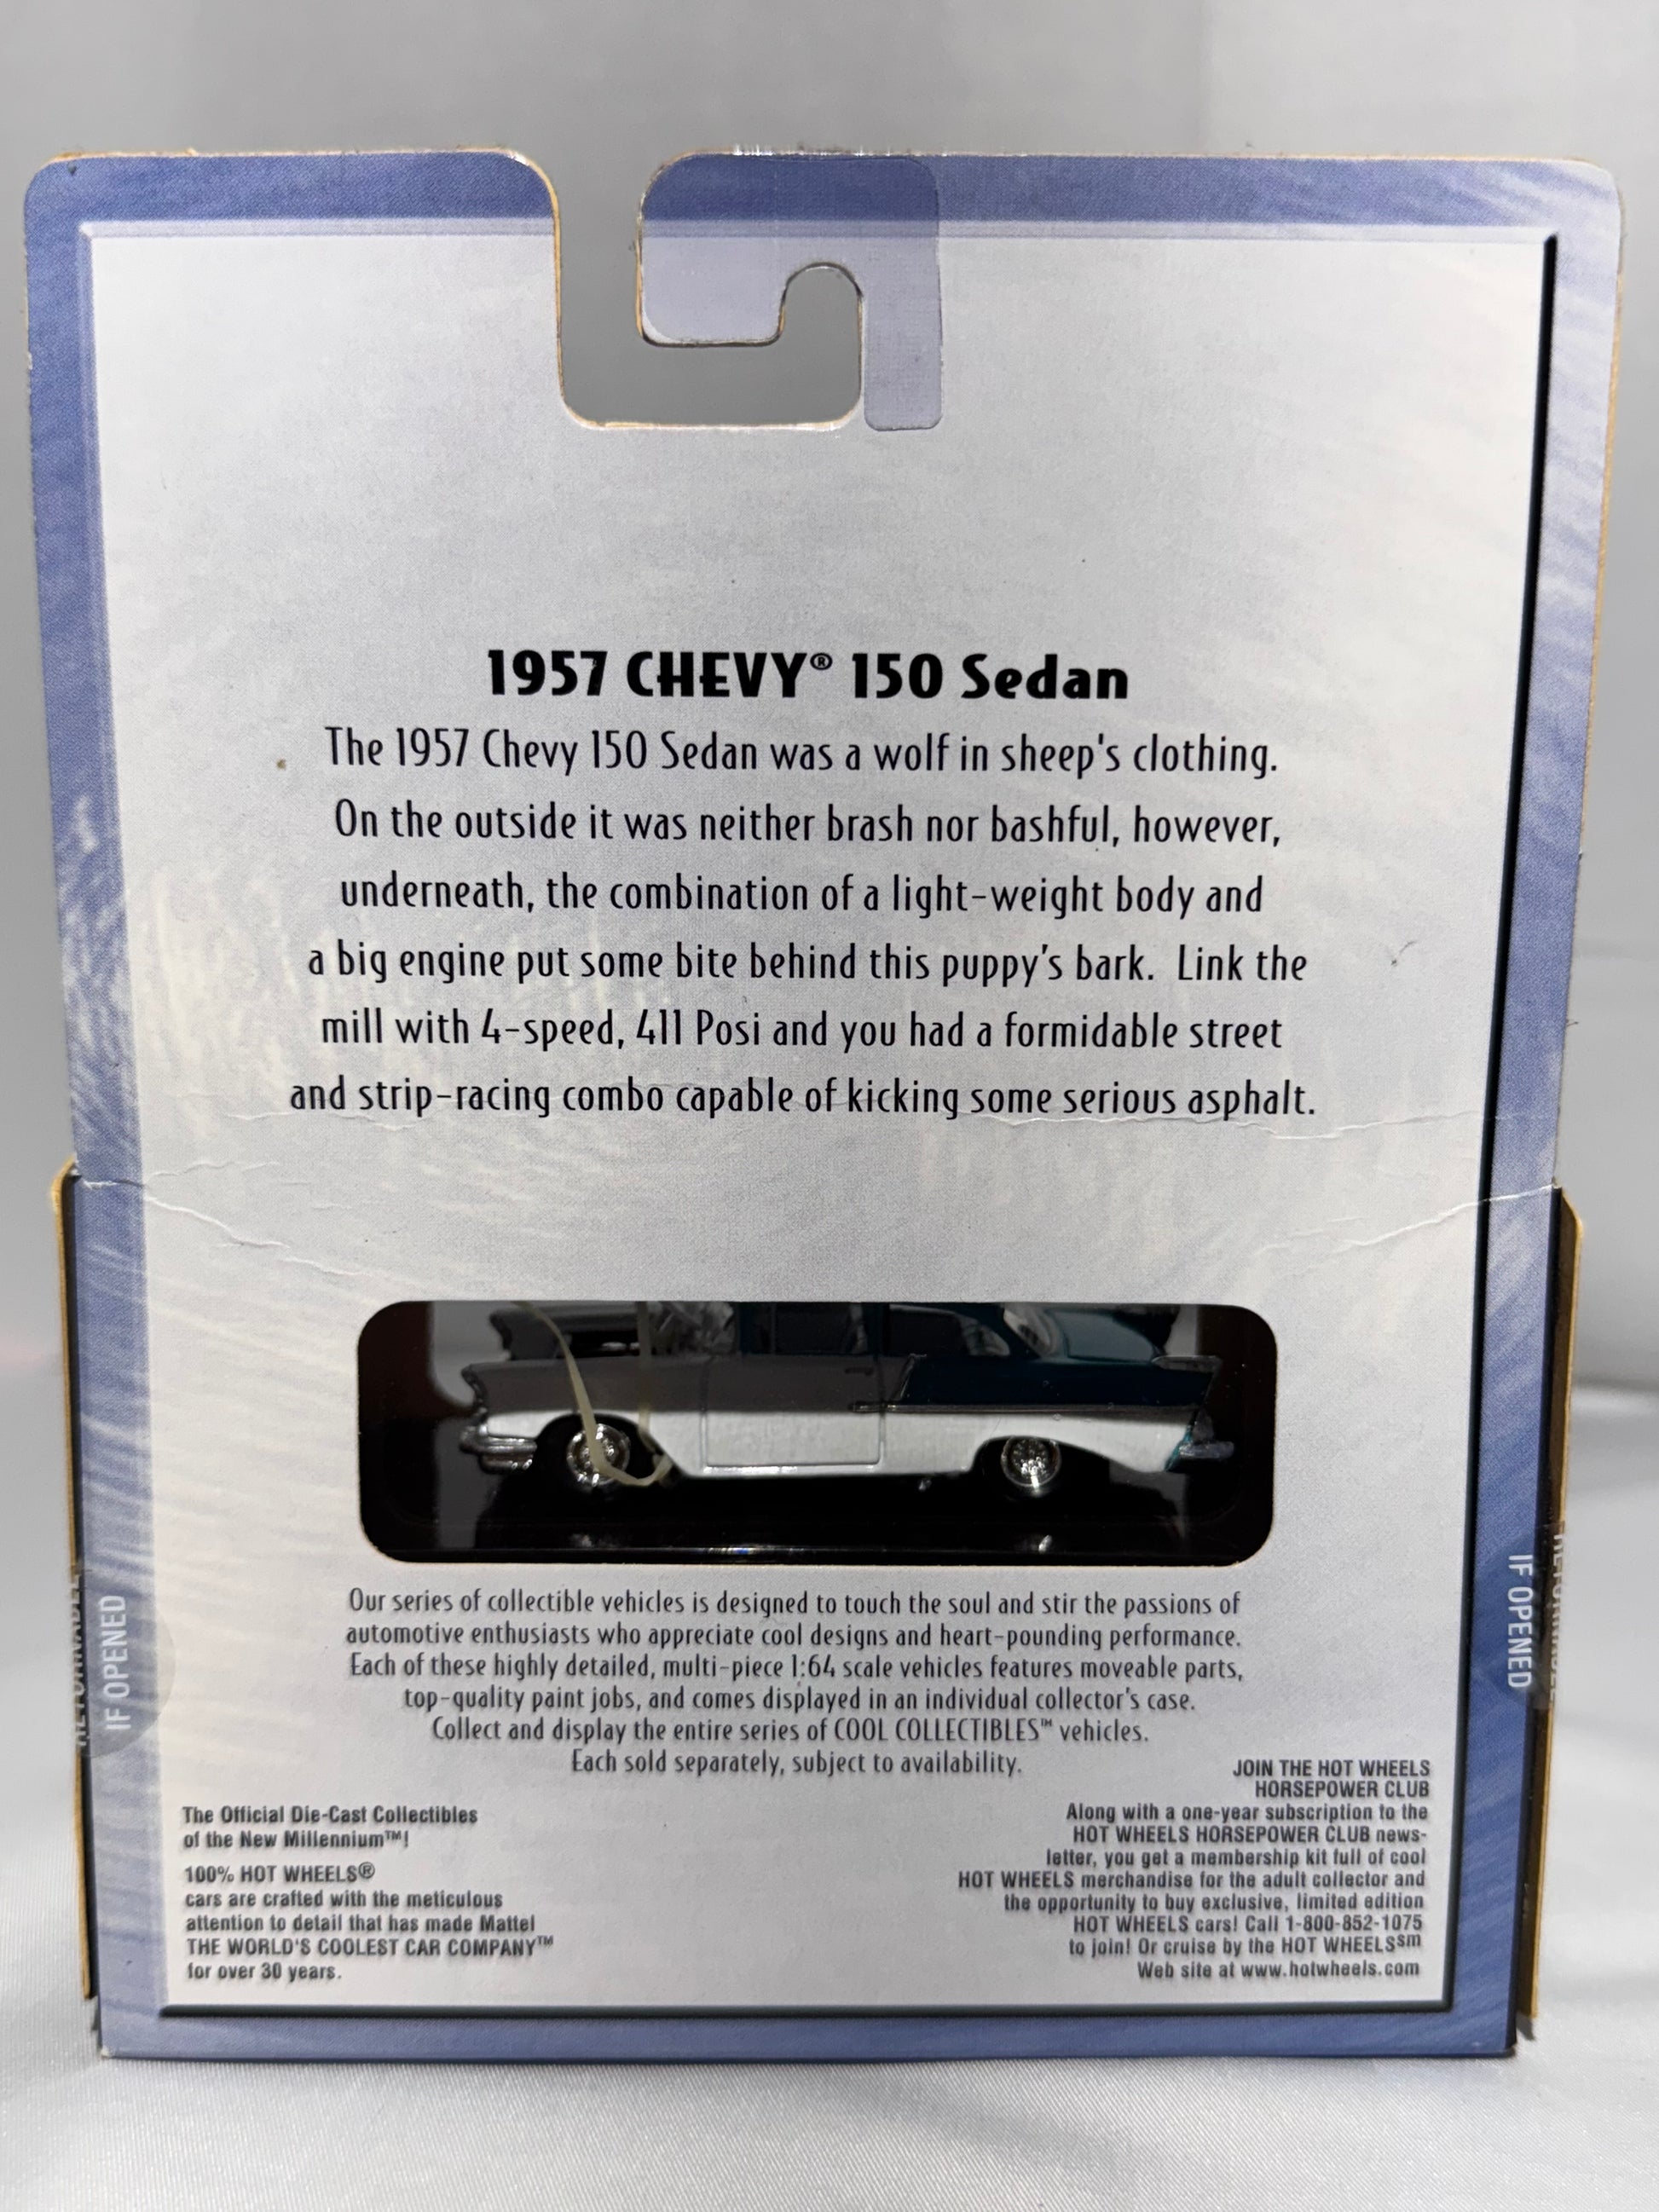 1957 CHEVY® 150 Sedan
The 1957 Chevy 150 Sedan was a wolf in sheep's clothing.
On the outside it was neither brash nor bashful, however,
underneath, the combination of a light-weight body and
a big engine put some bite behind this puppy's bark. Link the
mill with 4-speed, 411 Posi and you had a formidable street
and strip-racing combo capable of kicking some serious asphalt.
Our series of collectible vehicles is designed to touch the soul and stir the passions of
automotive enthusiasts who appreciate cool designs and heart-pounding performance.
Each of these highly detailed, multi-piece 1:64 scale vehicles features moveable parts,
top-quality paint jobs, and comes displayed in an individual collector's case.
Collect and display the entire series of COOL COLLECTIBLES™ vehicles.
Each sold separately, subject to availability.
The Official Die-Cast Collectibles
of the New Millennium™!
100% HOT WHEELS®
cars are crafted with the meticulous
attention to detail that has made Mattel
THE WORLD'S COOLEST CAR COMPANY™
for over 30 years.
JOIN THE HOT WHEELS
HORSEPOWER CLUB
Along with a one-year subscription to the
HOT WHEELS HORSEPOWER CLUB news-
letter, you get a membership kit full of cool
HOT WHEELS merchandise for the adult collector and
the opportunity to buy exclusive, limited edition
HOT WHEELS cars! Call 1-800-852-1075
to join! Or cruise by the HOT WHEELSsm
Web site at www.hotwheels.com
IF OPENED
IF OPENED